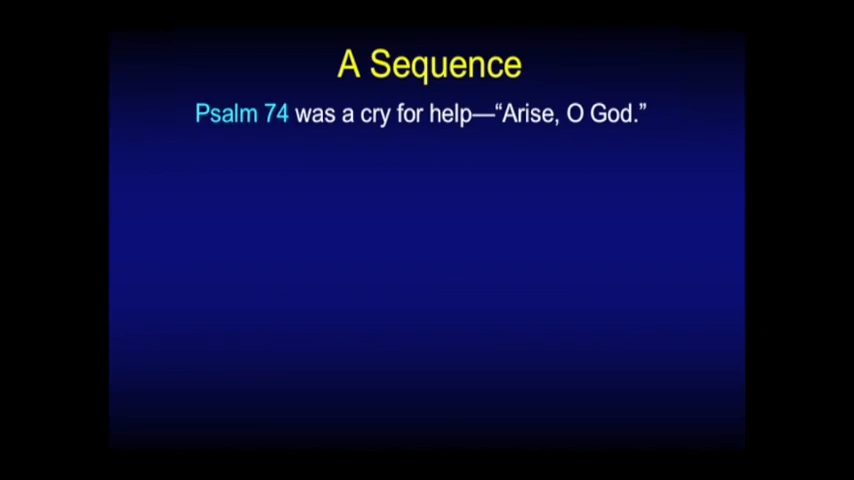 A Sequence
Psalm 74 was a cry for help—“Arise, O God.”